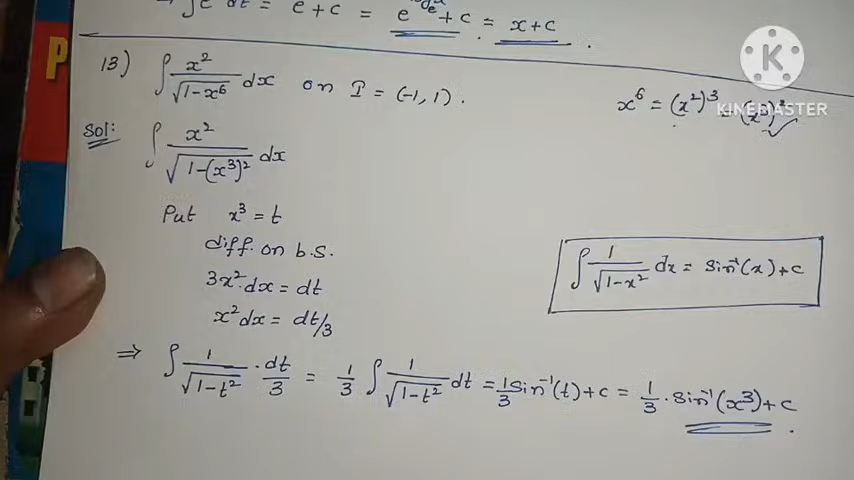 ∫e dt = e + c = e + c = x + c .
13) ∫ x²/√(1-x⁶) dx on I = (-1, 1) .
x⁶ = (x²)³ = (x³)² ✓
KINEMASTER
Sol: ∫ x²/√(1-(x³)²) dx
Put x³ = t
diff. on b.s.
3x².dx = dt
x²dx = dt/3
∫ 1/√(1-x²) dx = sin⁻¹(x) + c
⇒ ∫ 1/√(1-t²) · dt/3 = 1/3 ∫ 1/√(1-t²) dt = 1/3 sin⁻¹(t) + c = 1/3 · sin⁻¹(x³) + c .